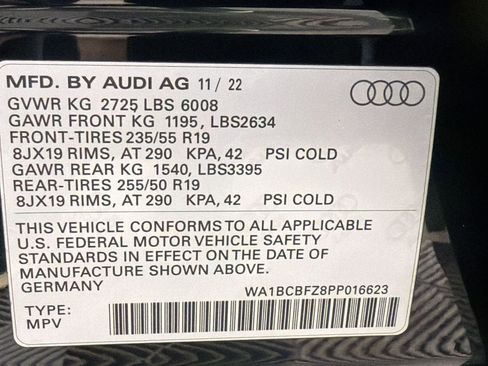 MFD. BY AUDI AG 11/ 22
GVWR KG 2725 LBS 6008
GAWR FRONT KG 1195, LBS2634
FRONT-TIRES 235/55 R19
8JX19 RIMS, AT 290 KPA, 42 PSI COLD
GAWR REAR KG 1540, LBS3395
REAR-TIRES 255/50 R19
8JX19 RIMS, AT 290 KPA, 42 PSI COLD
THIS VEHICLE CONFORMS TO ALL APPLICABLE
U.S. FEDERAL MOTOR VEHICLE SAFETY
STANDARDS IN EFFECT ON THE DATE OF
MANUFACTURE SHOWN ABOVE.
GERMANY WA1BCBFZ8PP016623
TYPE:
MPV